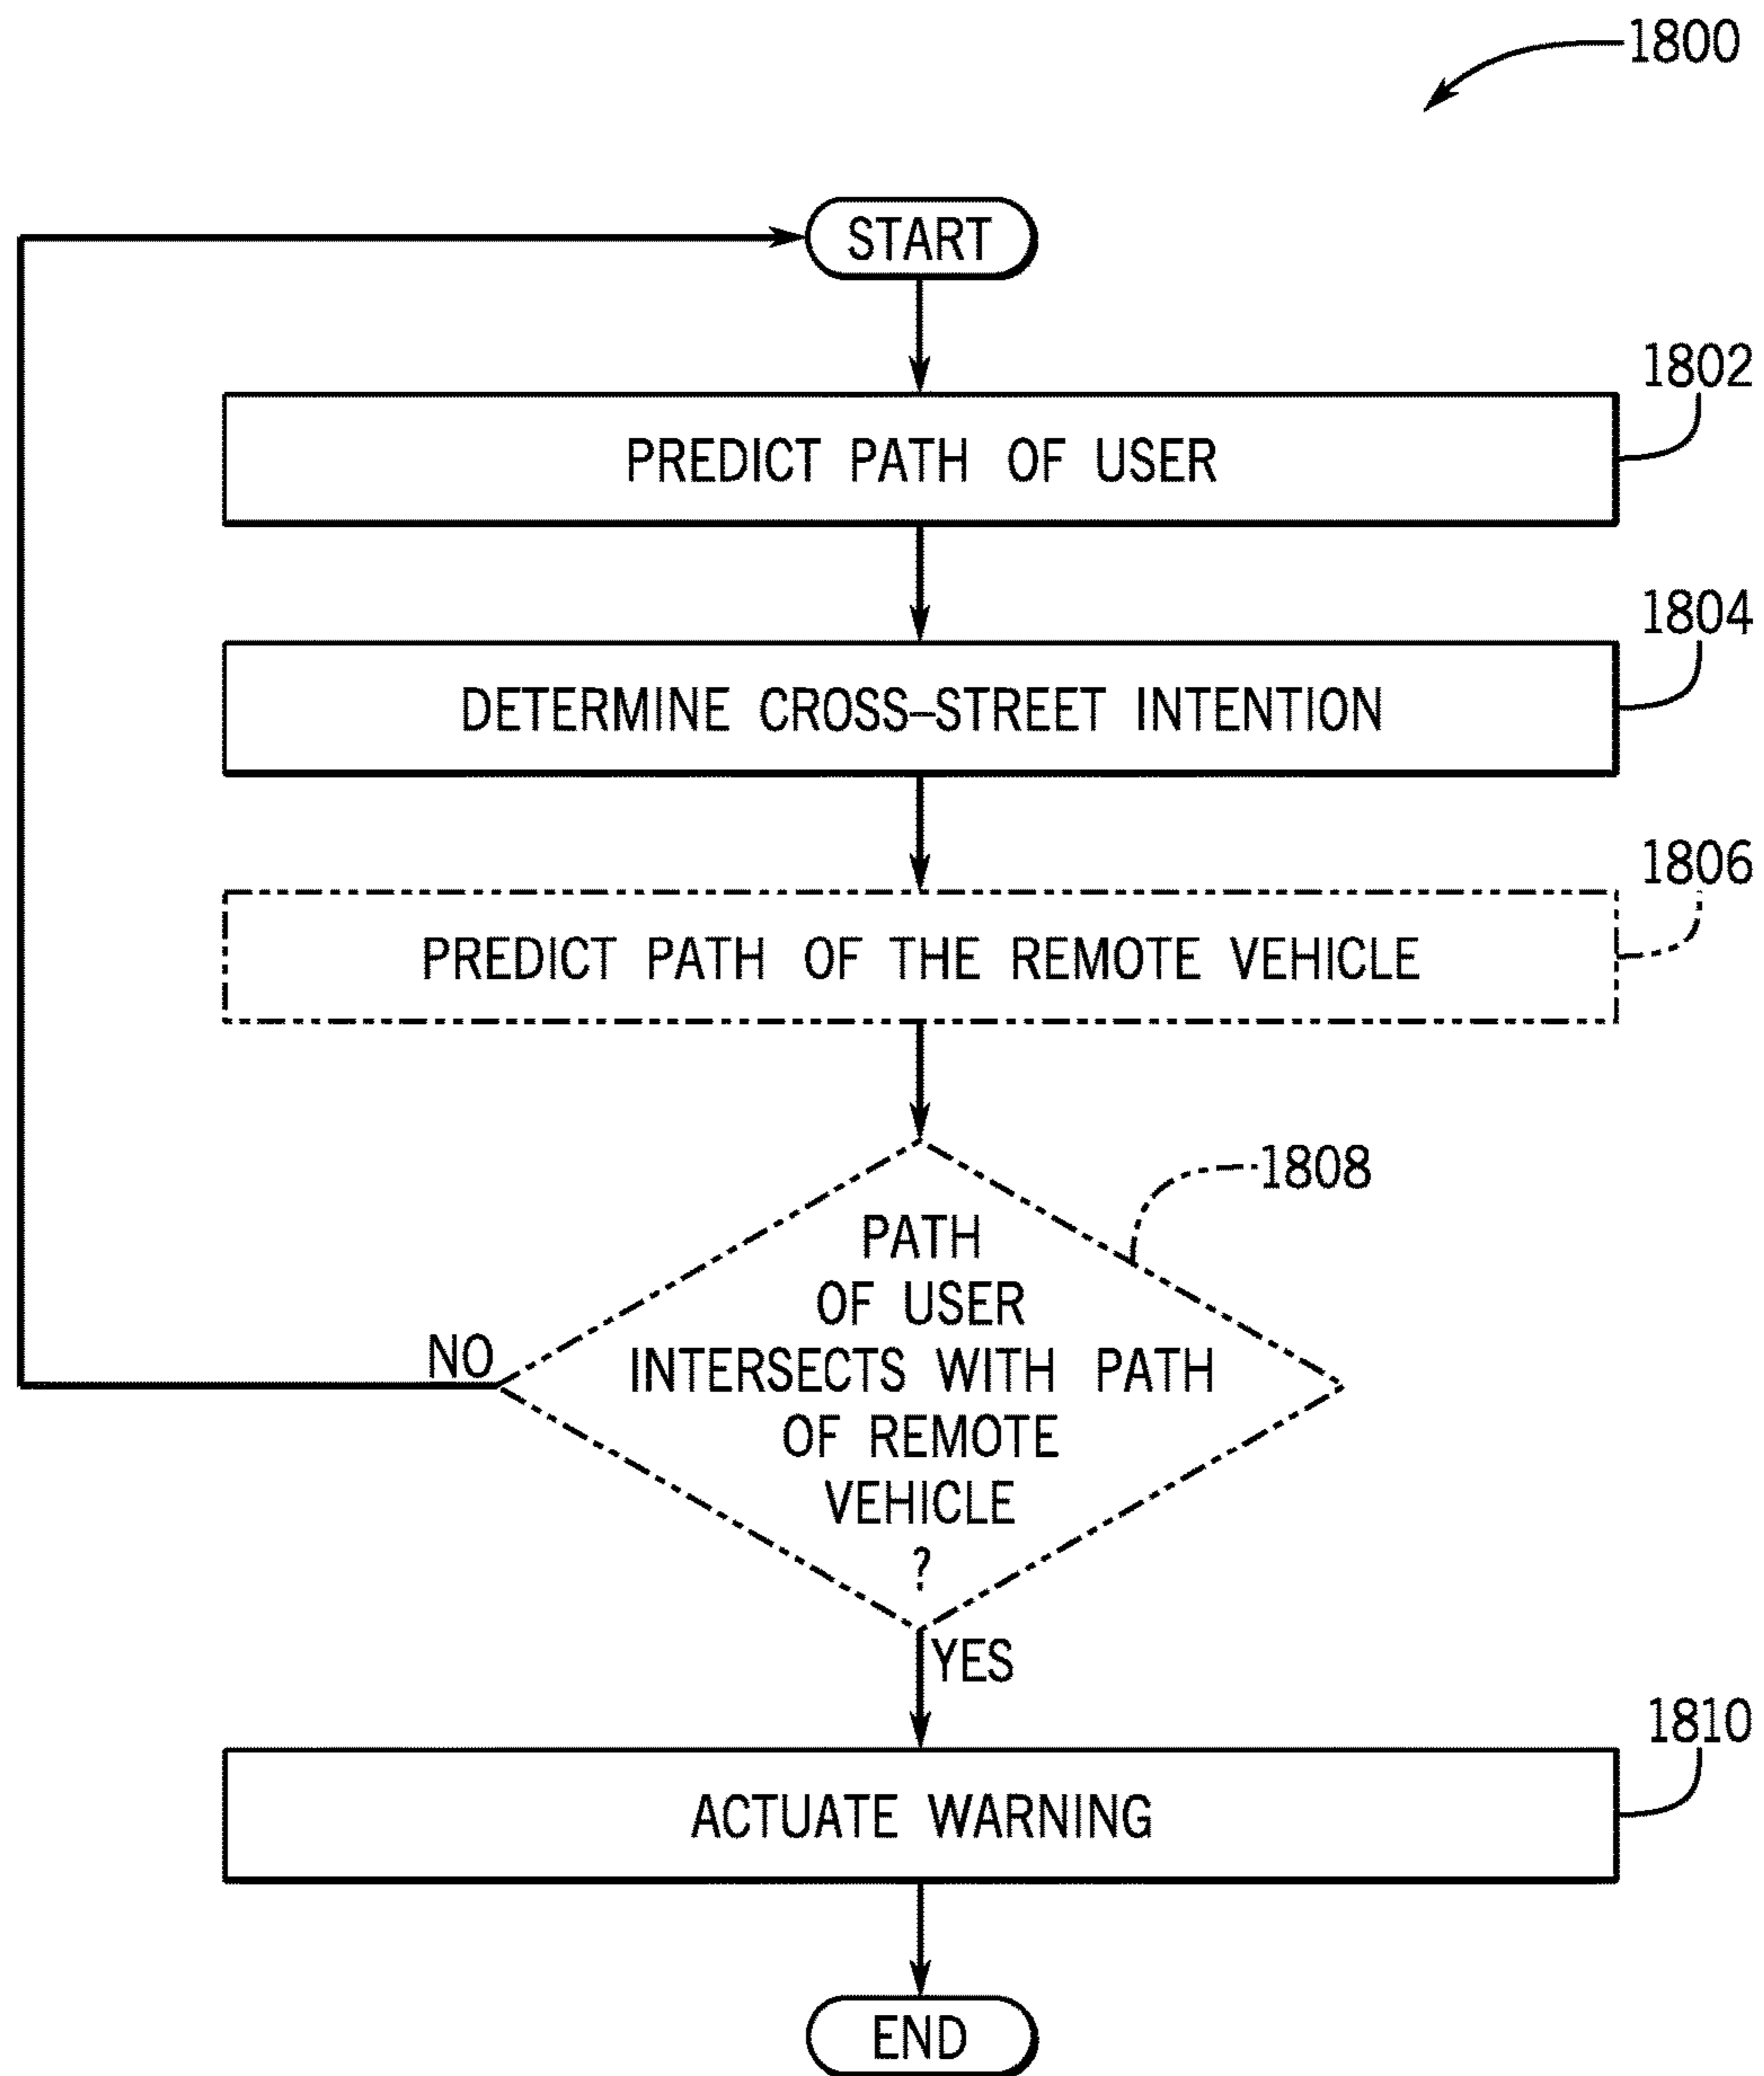 1800
START
1802
PREDICT PATH OF USER
1804
DETERMINE CROSS–STREET INTENTION
1806
PREDICT PATH OF THE REMOTE VEHICLE
1808
PATH
OF USER
INTERSECTS WITH PATH
OF REMOTE
VEHICLE
?
NO
YES
1810
ACTUATE WARNING
END